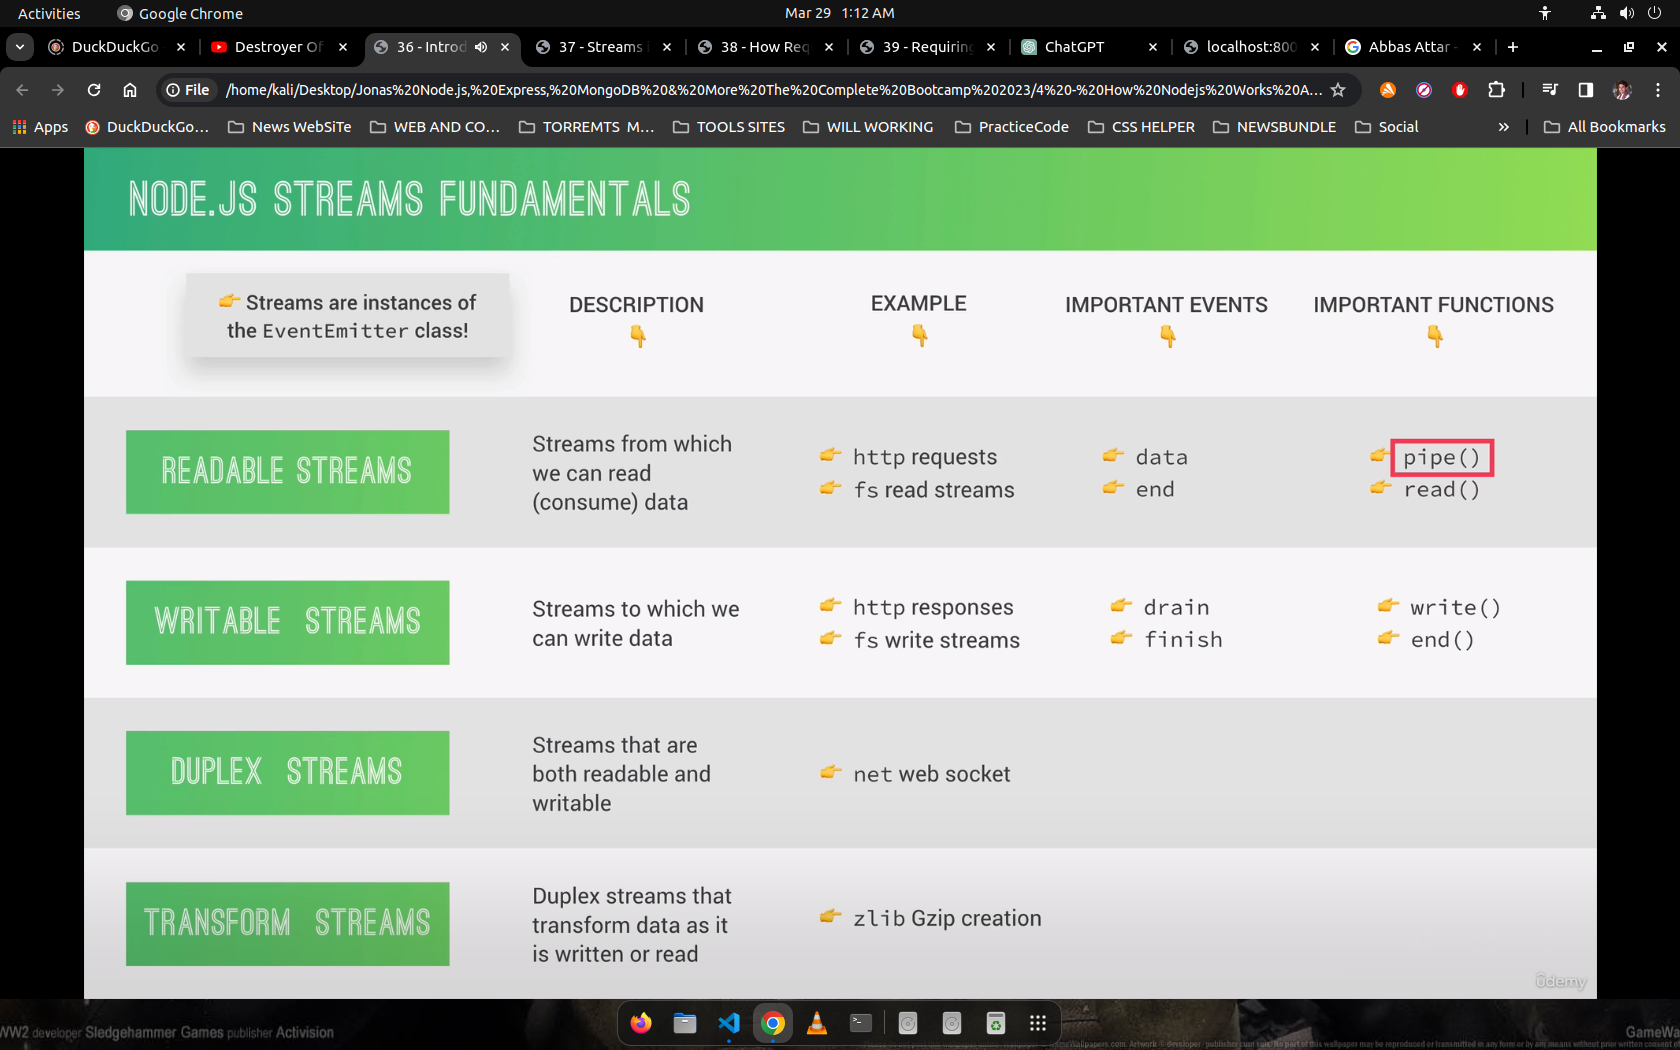 Activities
Google Chrome
Mar 29 1:12 AM
DuckDuckGo
Destroyer Of
36 - Introd
37 - Streams i
38 - How Req
39 - Requiring
ChatGPT
localhost:800
Abbas Attar -
File
/home/kali/Desktop/Jonas%20Node.js,%20Express,%20MongoDB%20&%20More%20The%20Complete%20Bootcamp%202023/4%20-%20How%20Nodejs%20Works%20A...
Apps
DuckDuckGo...
News WebSiTe
WEB AND CO...
TORREMTS M...
TOOLS SITES
WILL WORKING
PracticeCode
CSS HELPER
NEWSBUNDLE
Social
»
All Bookmarks
NODE.JS STREAMS FUNDAMENTALS
👉 Streams are instances of
the EventEmitter class!
DESCRIPTION
EXAMPLE
IMPORTANT EVENTS
IMPORTANT FUNCTIONS
READABLE STREAMS
Streams from which
we can read
(consume) data
👉 http requests
👉 fs read streams
👉 data
👉 end
👉 pipe()
👉 read()
WRITABLE STREAMS
Streams to which we
can write data
👉 http responses
👉 fs write streams
👉 drain
👉 finish
👉 write()
👉 end()
DUPLEX STREAMS
Streams that are
both readable and
writable
👉 net web socket
TRANSFORM STREAMS
Duplex streams that
transform data as it
is written or read
👉 zlib Gzip creation
ûdemy
WW2 developer Sledgehammer Games publisher Activision
GameWa